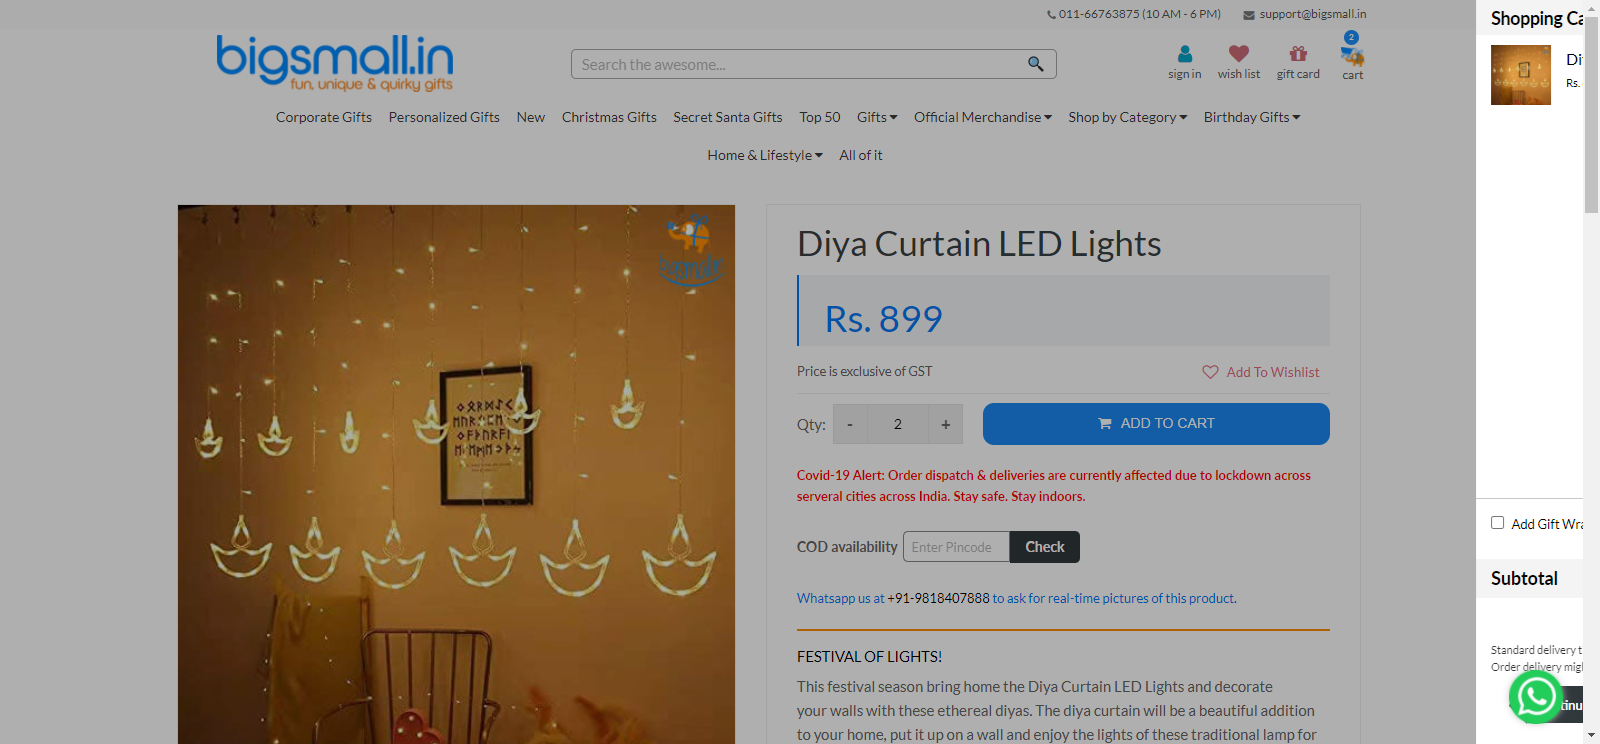 011-66763875 (10 AM - 6 PM)
support@bigsmall.in
Shopping
bigsmall.in
fun, unique & quirky gifts
Search the awesome...
sign in
wish list
gift card
2
cart
Rs.
Corporate Gifts
Personalized Gifts
New
Christmas Gifts
Secret Santa Gifts
Top 50
Gifts
Official Merchandise
Shop by Category
Birthday Gifts
Home & Lifestyle
All of it
Diya Curtain LED Lights
Rs. 899
Price is exclusive of GST
Add To Wishlist
Qty:
-
2
+
ADD TO CART
Covid-19 Alert: Order dispatch & deliveries are currently affected due to lockdown across
serveral cities across India. Stay safe. Stay indoors.
COD availability
Enter Pincode
Check
Whatsapp us at +91-9818407888 to ask for real-time pictures of this product.
FESTIVAL OF LIGHTS!
This festival season bring home the Diya Curtain LED Lights and decorate
your walls with these ethereal diyas. The diya curtain will be a beautiful addition
to your home, put it up on a wall and enjoy the lights of these traditional lamp for
Add Gift
Subtotal
Standard delivery
Order delivery